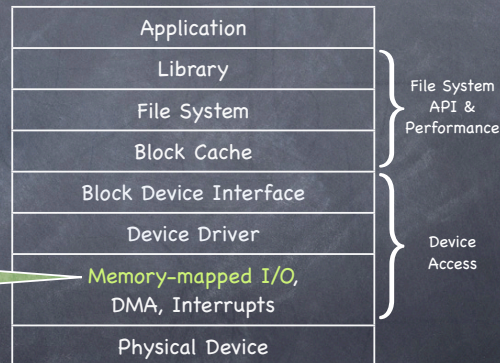 Application
Library
File System
Block Cache
File System
API &
Performance
Block Device Interface
Device Driver
Memory-mapped I/O,
DMA, Interrupts
Device
Access
Physical Device